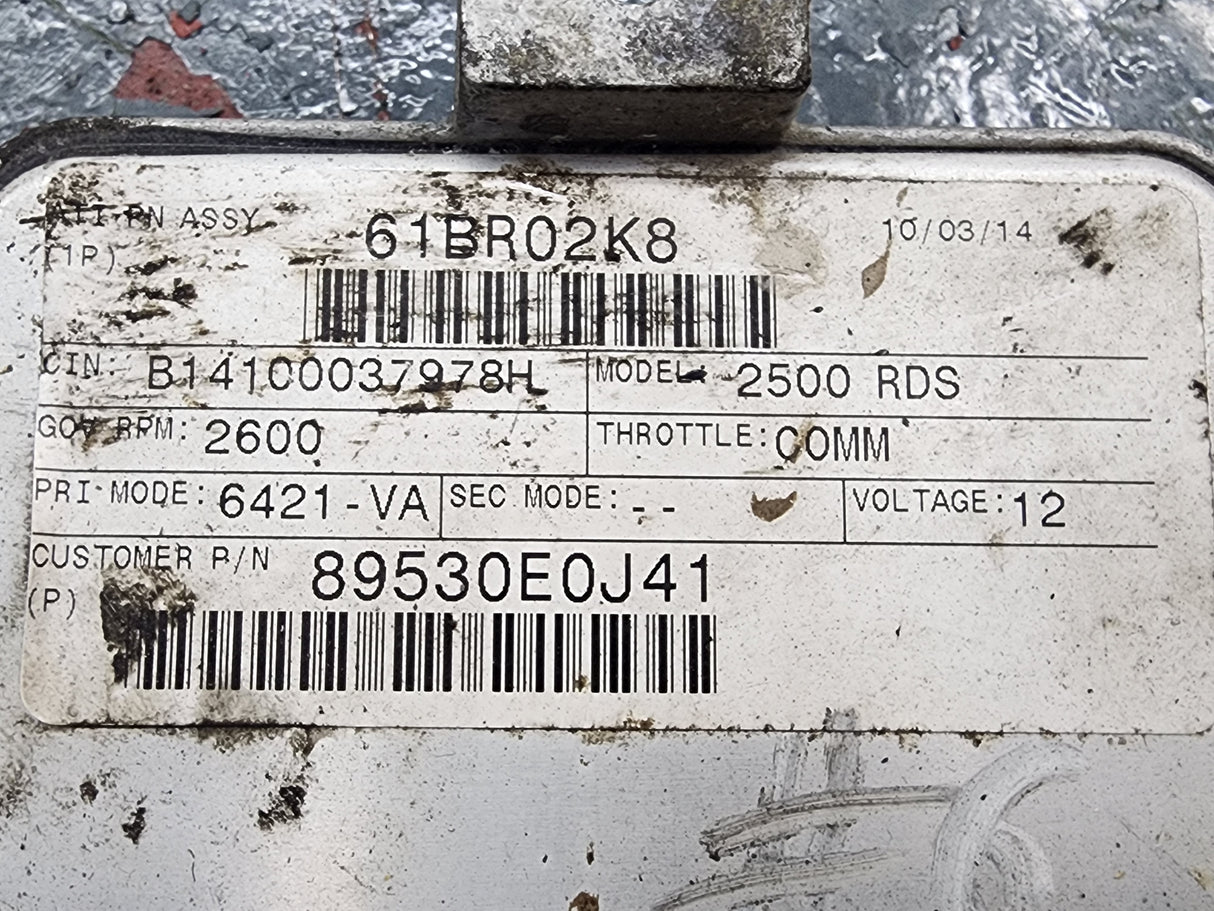 ATI PN ASSY 61BR02K8 10/03/14
(1P)
CIN: B14100037978H MODEL: 2500 RDS
GOV RPM: 2600 THROTTLE: COMM
PRI MODE: 6421-VA SEC MODE: -- VOLTAGE: 12
CUSTOMER P/N 89530E0J41
(P)